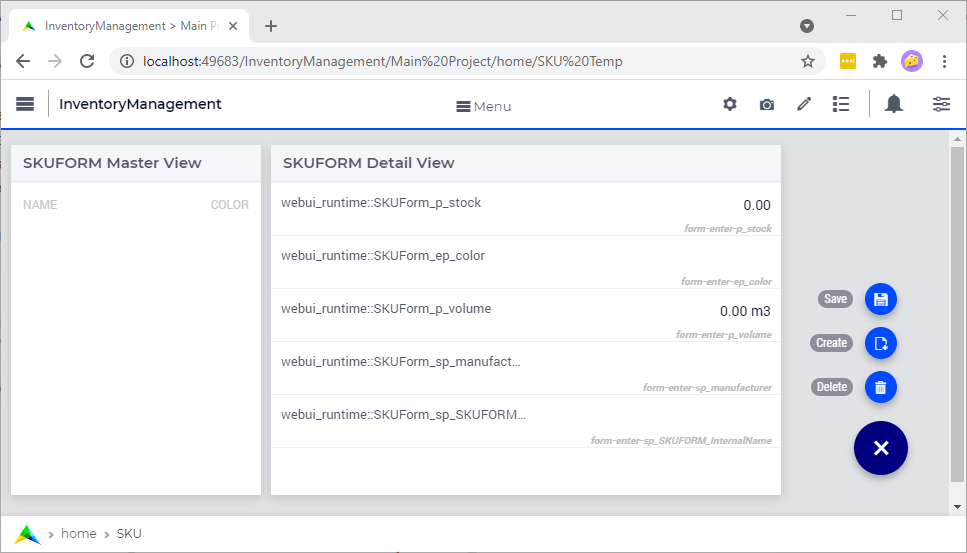 InventoryManagement > Main Pr
localhost:49683/InventoryManagement/Main%20Project/home/SKU%20Temp
InventoryManagement
Menu
SKUFORM Master View
SKUFORM Detail View
NAME
COLOR
webui_runtime::SKUForm_p_stock
0.00
form-enter-p_stock
webui_runtime::SKUForm_ep_color
form-enter-ep_color
webui_runtime::SKUForm_p_volume
0.00 m3
form-enter-p_volume
webui_runtime::SKUForm_sp_manufact...
form-enter-sp_manufacturer
webui_runtime::SKUForm_sp_SKUFORM...
form-enter-sp_SKUFORM_InternalName
Save
Create
Delete
home
SKU